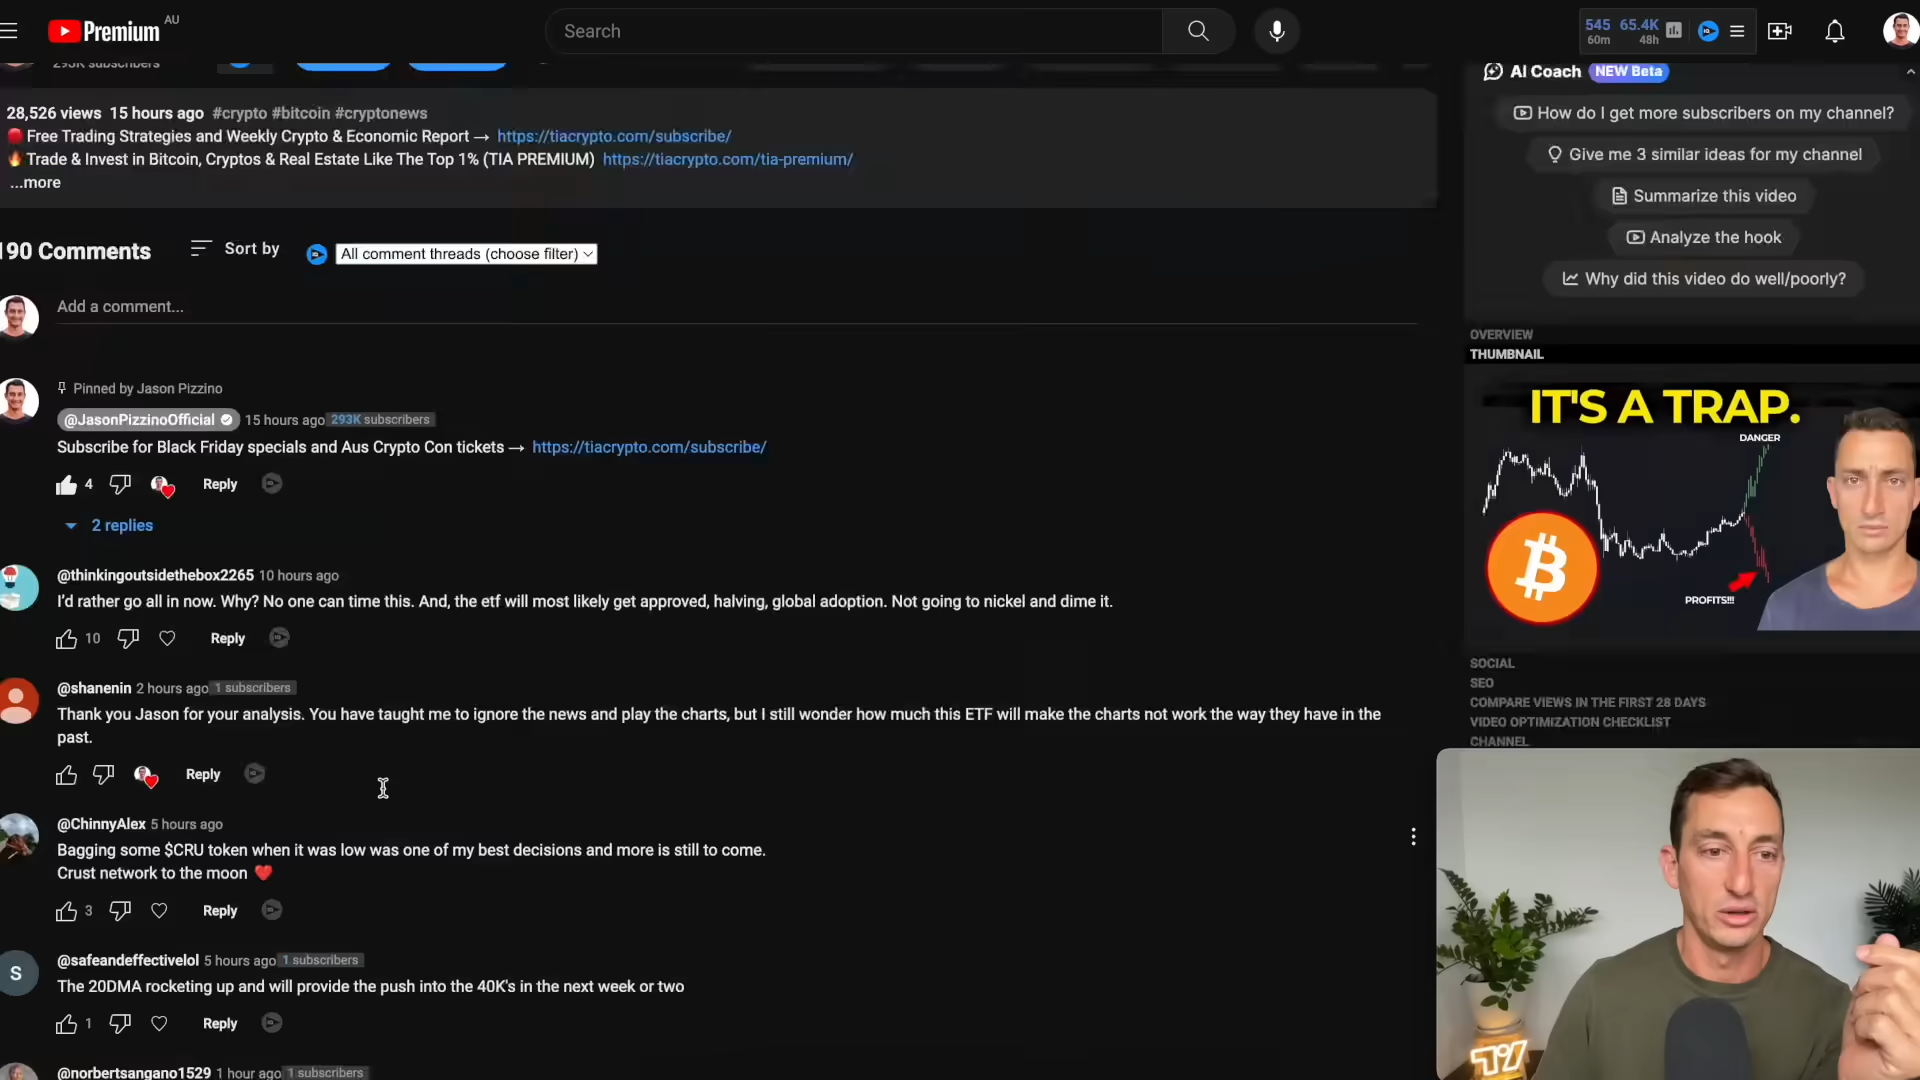 Premium AU
Search
545 65.4K
60m 48h
293K subscribers
28,526 views 15 hours ago #crypto #bitcoin #cryptonews
Free Trading Strategies and Weekly Crypto & Economic Report → https://tiacrypto.com/subscribe/
Trade & Invest in Bitcoin, Cryptos & Real Estate Like The Top 1% (TIA PREMIUM) https://tiacrypto.com/tia-premium/
...more
190 Comments
Sort by
All comment threads (choose filter)
Add a comment...
Pinned by Jason Pizzino
@JasonPizzinoOfficial 15 hours ago 293K subscribers
Subscribe for Black Friday specials and Aus Crypto Con tickets → https://tiacrypto.com/subscribe/
4 Reply
2 replies
@thinkingoutsidethebox2265 10 hours ago
I'd rather go all in now. Why? No one can time this. And, the etf will most likely get approved, halving, global adoption. Not going to nickel and dime it.
10 Reply
@shanenin 2 hours ago 1 subscribers
Thank you Jason for your analysis. You have taught me to ignore the news and play the charts, but I still wonder how much this ETF will make the charts not work the way they have in the
past.
Reply
@ChinnyAlex 5 hours ago
Bagging some $CRU token when it was low was one of my best decisions and more is still to come.
Crust network to the moon
3 Reply
S
@safeandeffectivelol 5 hours ago 1 subscribers
The 20DMA rocketing up and will provide the push into the 40K's in the next week or two
1 Reply
@norbertsangano1529 1 hour ago 1 subscribers
AI Coach NEW Beta
How do I get more subscribers on my channel?
Give me 3 similar ideas for my channel
Summarize this video
Analyze the hook
Why did this video do well/poorly?
OVERVIEW
THUMBNAIL
IT'S A TRAP.
DANGER
PROFITS!!!
SOCIAL
SEO
COMPARE VIEWS IN THE FIRST 28 DAYS
VIDEO OPTIMIZATION CHECKLIST
CHANNEL